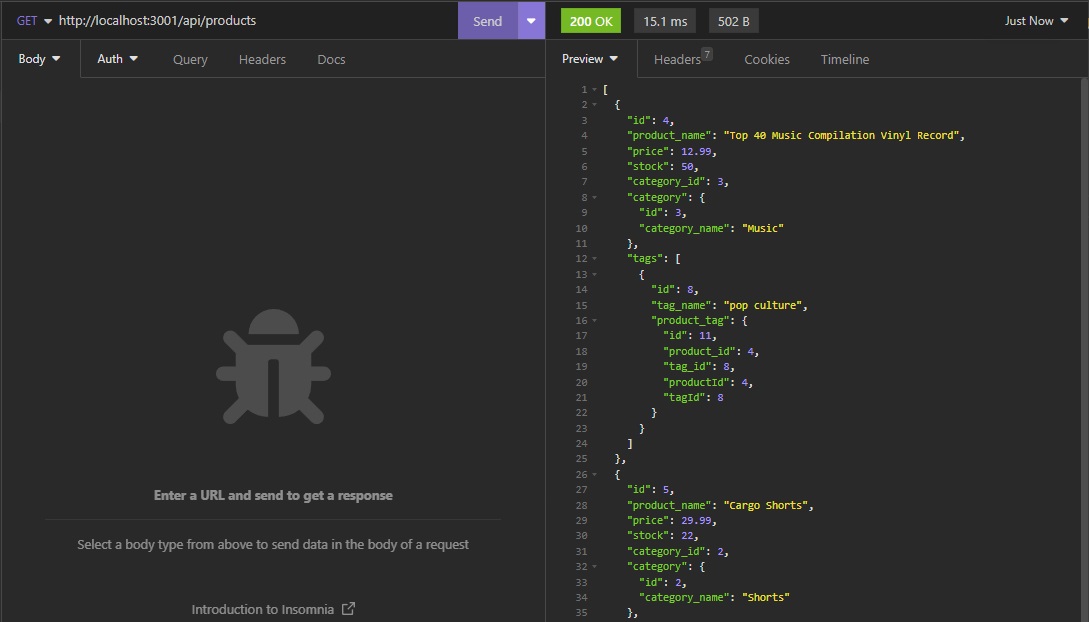 GET http://localhost:3001/api/products Send
200 OK 15.1 ms 502 B Just Now
Body Auth Query Headers Docs
Preview Headers 7 Cookies Timeline
Enter a URL and send to get a response
Select a body type from above to send data in the body of a request
Introduction to Insomnia
1 [
2 {
3 "id": 4,
4 "product_name": "Top 40 Music Compilation Vinyl Record",
5 "price": 12.99,
6 "stock": 50,
7 "category_id": 3,
8 "category": {
9 "id": 3,
10 "category_name": "Music"
11 },
12 "tags": [
13 {
14 "id": 8,
15 "tag_name": "pop culture",
16 "product_tag": {
17 "id": 11,
18 "product_id": 4,
19 "tag_id": 8,
20 "productId": 4,
21 "tagId": 8
22 }
23 }
24 ]
25 },
26 {
27 "id": 5,
28 "product_name": "Cargo Shorts",
29 "price": 29.99,
30 "stock": 22,
31 "category_id": 2,
32 "category": {
33 "id": 2,
34 "category_name": "Shorts"
35 },